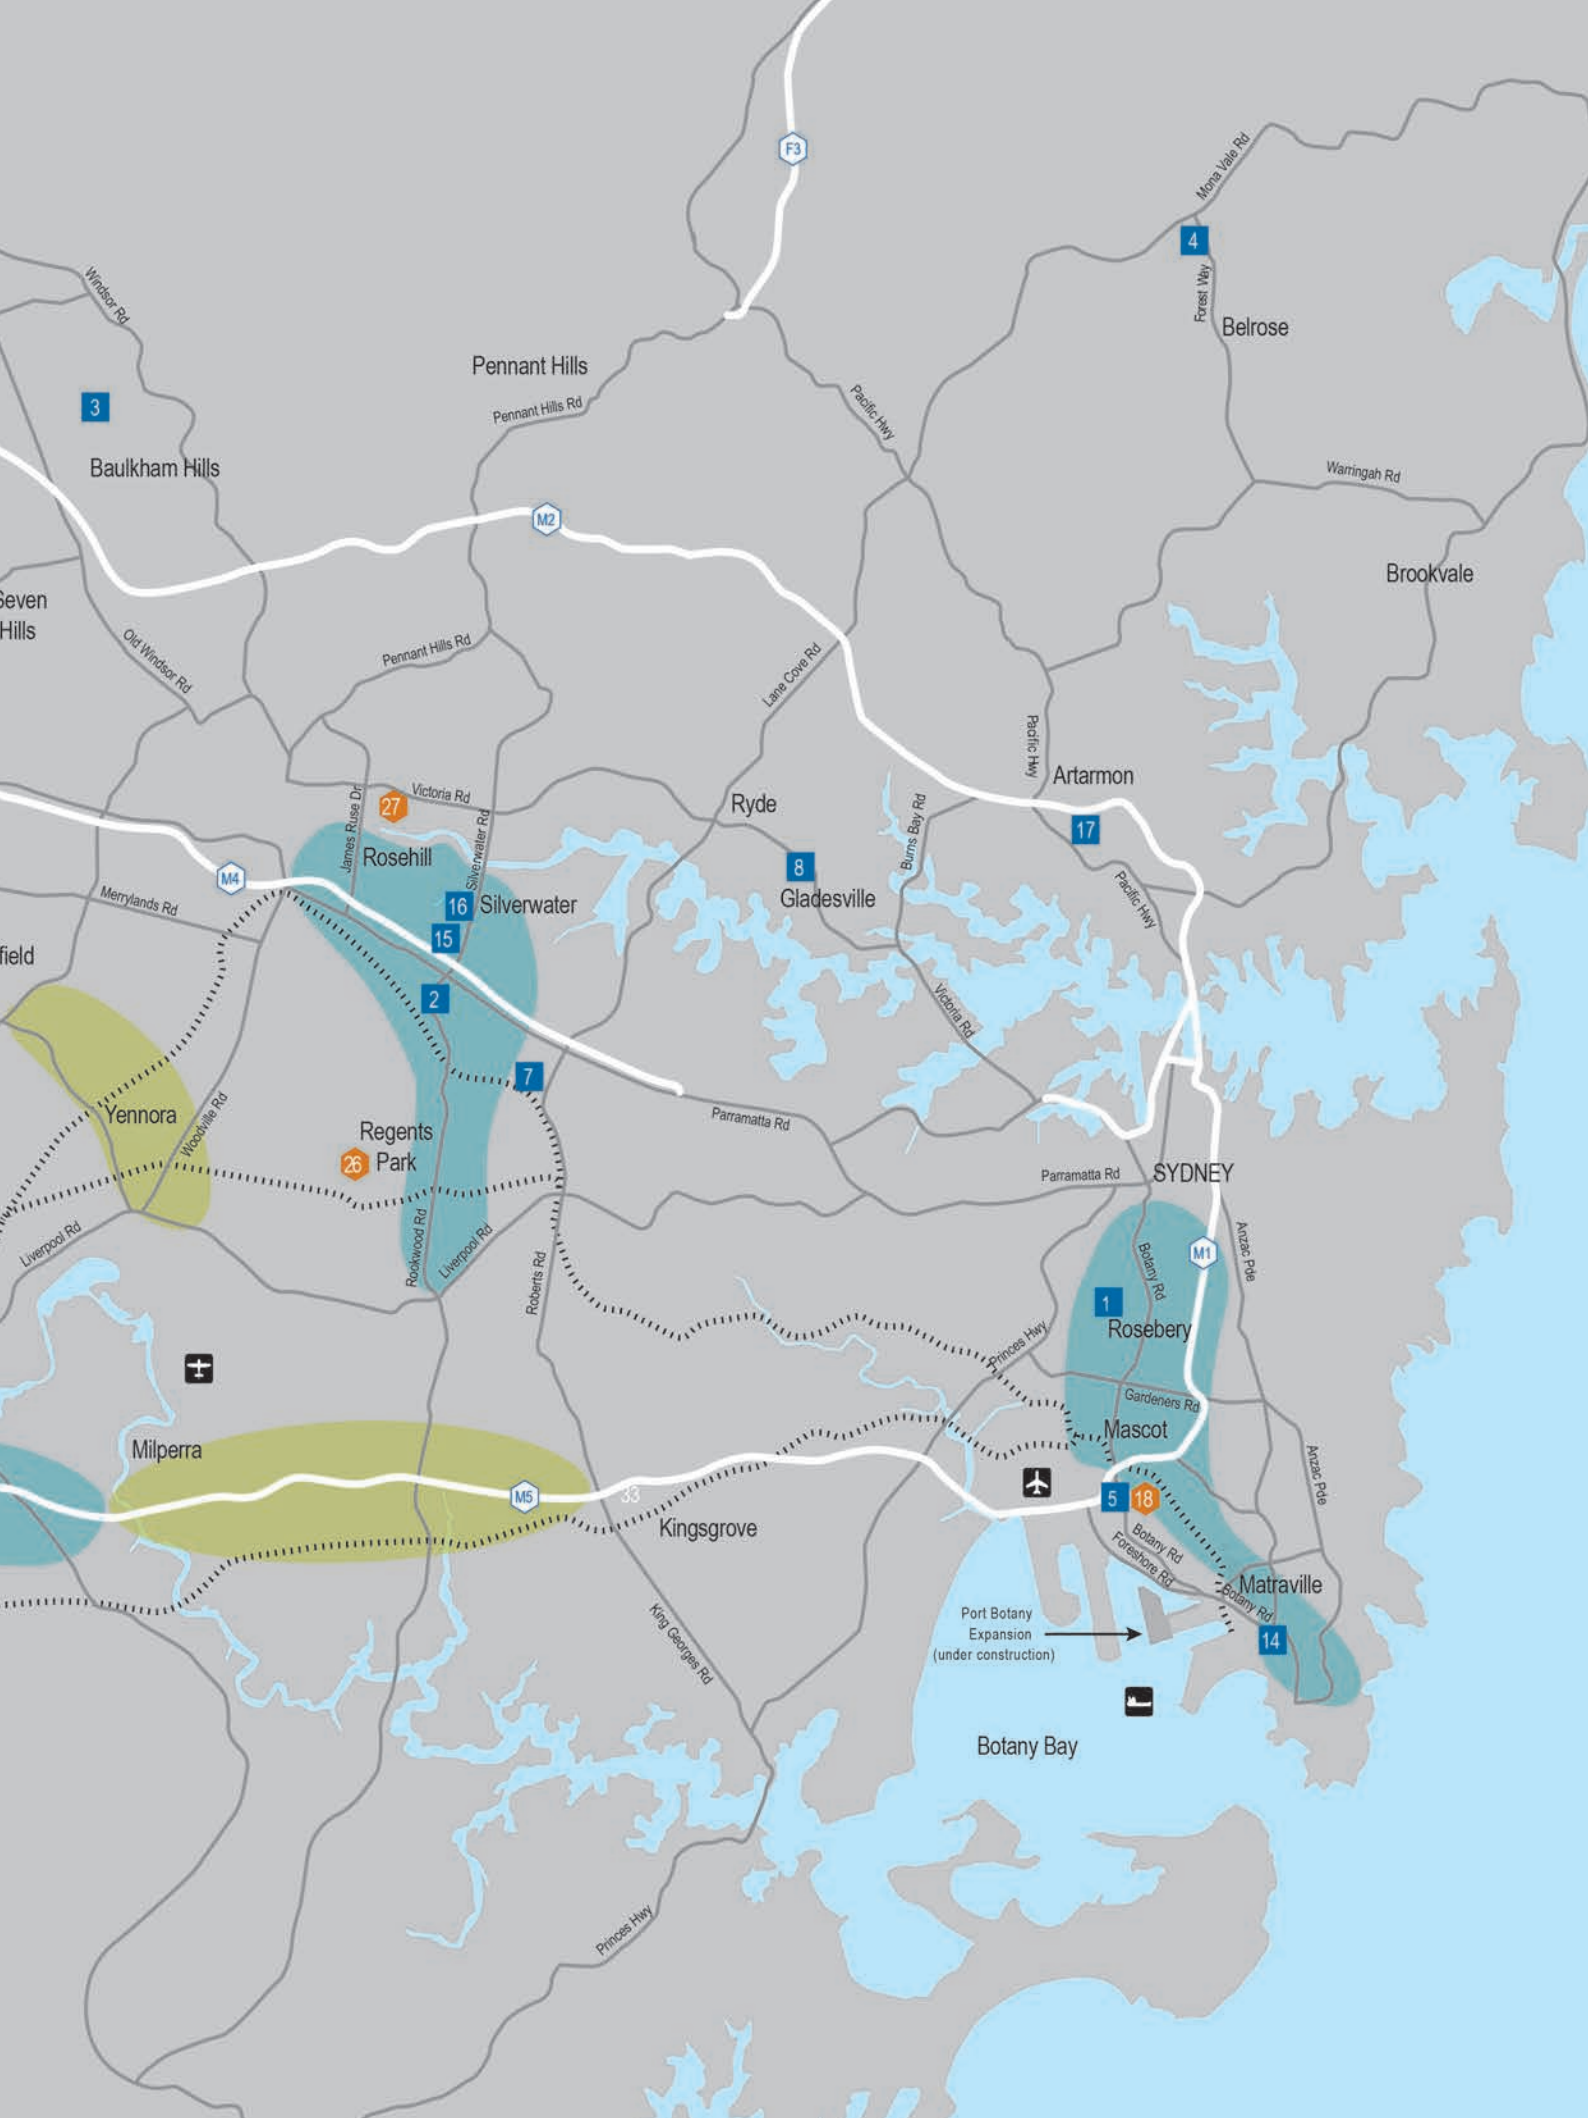 F3
Mona Vale Rd
4
Forest Way
Belrose
Windsor Rd
Pennant Hills
Pennant Hills Rd
Pacific Hwy
3
Baulkham Hills
Warringah Rd
M2
Brookvale
Seven
Hills
Old Windsor Rd
Pennant Hills Rd
Lane Cove Rd
Pacific Hwy
Artarmon
Victoria Rd
27
Ryde
James Ruse Dr
Silverwater Rd
Burns Bay Rd
17
Rosehill
8
Gladesville
M4
Merrylands Rd
16
Silverwater
Pacific Hwy
15
field
2
Victoria Rd
7
Yennora
Woodville Rd
Parramatta Rd
Regents
Park
26
Parramatta Rd
SYDNEY
Liverpool Rd
Rookwood Rd
Liverpool Rd
Roberts Rd
Botany Rd
M1
Anzac Pde
1
Rosebery
Princes Hwy
Gardeners Rd
Mascot
Milperra
M5
33
5
18
Anzac Pde
Kingsgrove
Botany Rd
Foreshore Rd
Matraville
Botany Rd
Port Botany
Expansion
(under construction)
14
King Georges Rd
Botany Bay
Princes Hwy